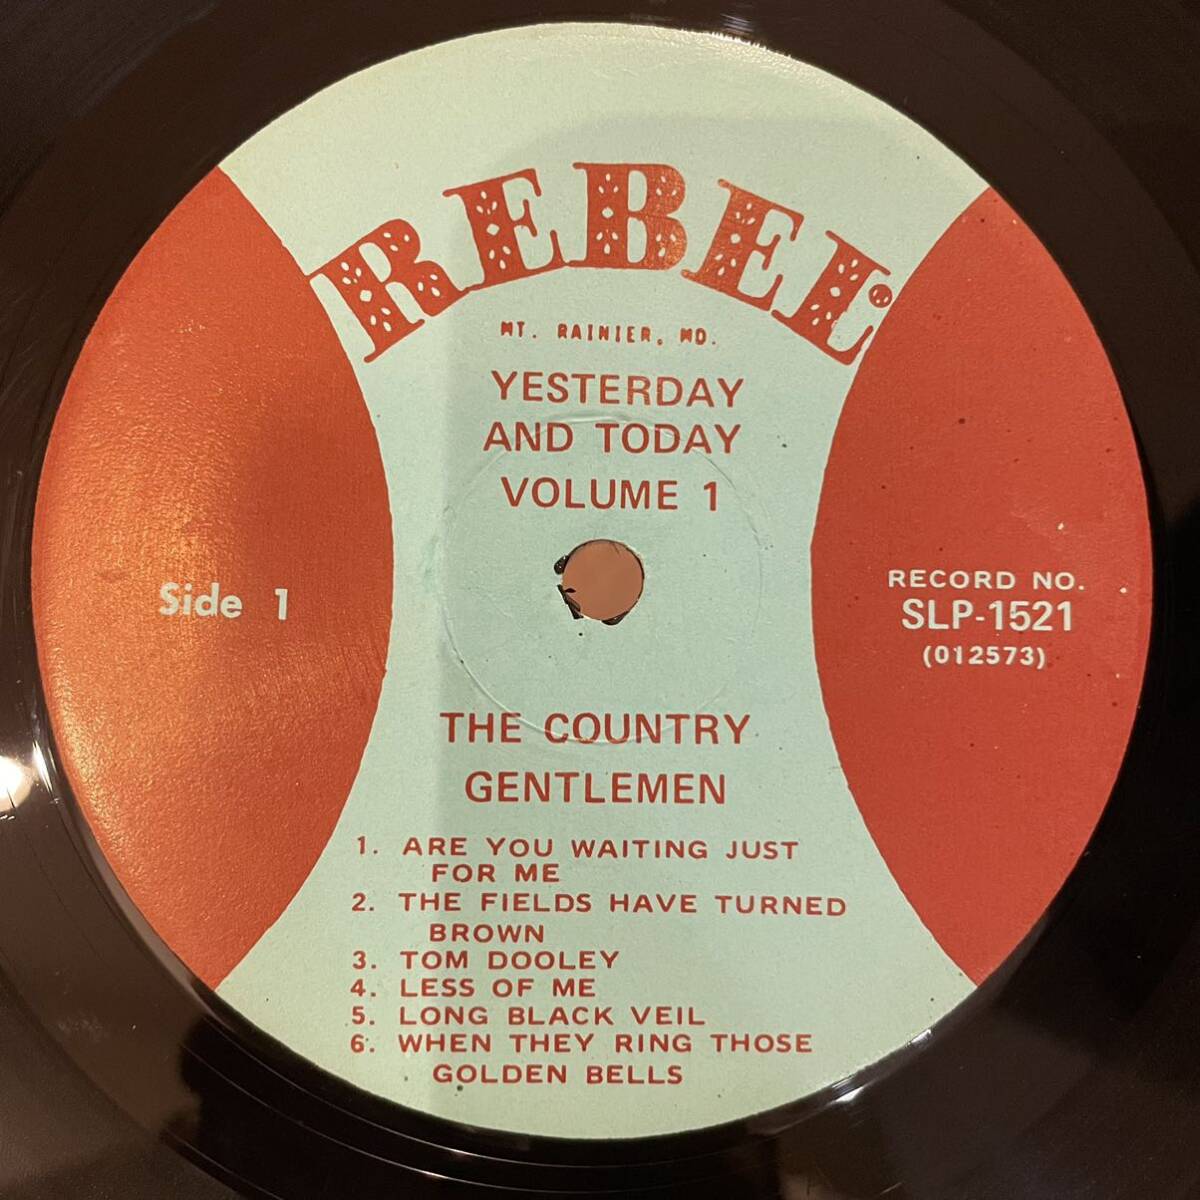 REBEL
MT. RAINIER, MD.
YESTERDAY
AND TODAY
VOLUME 1
Side 1
RECORD NO.
SLP-1521
(012573)
THE COUNTRY
GENTLEMEN
1. ARE YOU WAITING JUST
FOR ME
2. THE FIELDS HAVE TURNED
BROWN
3. TOM DOOLEY
4. LESS OF ME
5. LONG BLACK VEIL
6. WHEN THEY RING THOSE
GOLDEN BELLS